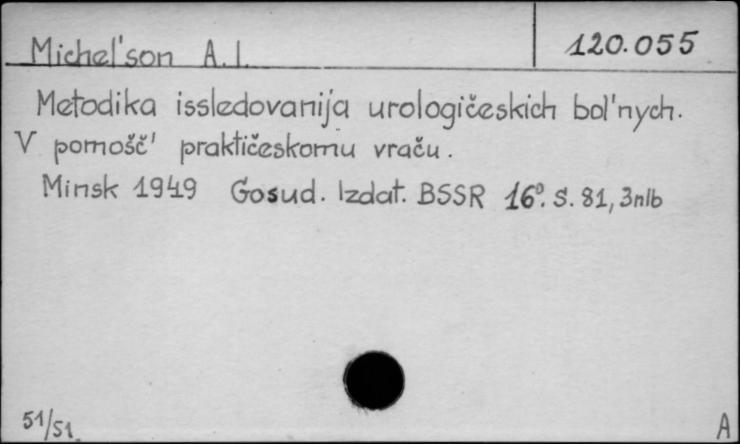 Michel'son A. I.
120.055
Metodika issledovanija urologičeskich bol'nych.
V pomošč' praktičeskomu vraču.
Minsk 1949 Gosud. Izdat. BSSR 16°. S. 81, 3nlb
51/51
A